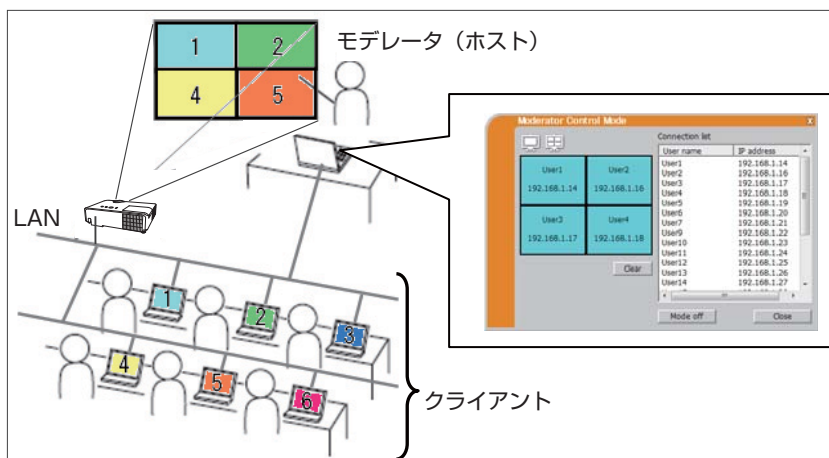 モデレータ（ホスト）
1
2
4
5
LAN
1
2
3
4
5
6
クライアント
Moderator Control Mode
X
User1
192.168.1.14
User2
192.168.1.16
User3
192.168.1.17
User4
192.168.1.18
Clear
Connection list
User name IP address
User1 192.168.1.14
User2 192.168.1.16
User3 192.168.1.17
User4 192.168.1.18
User5 192.168.1.19
User6 192.168.1.20
User7 192.168.1.21
User9 192.168.1.22
User10 192.168.1.23
User11 192.168.1.24
User12 192.168.1.25
User13 192.168.1.26
User14 192.168.1.27
Mode off
Close